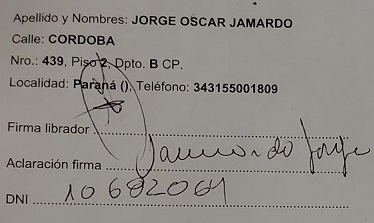 Apellido y Nombres: JORGE OSCAR JAMARDO
Calle: CORDOBA
Nro.: 439, Piso 2, Dpto. B CP.
Localidad: Paraná (). Teléfono: 343155001809
Firma librador
Aclaración firma Jamardo Jorge
DNI 10682061